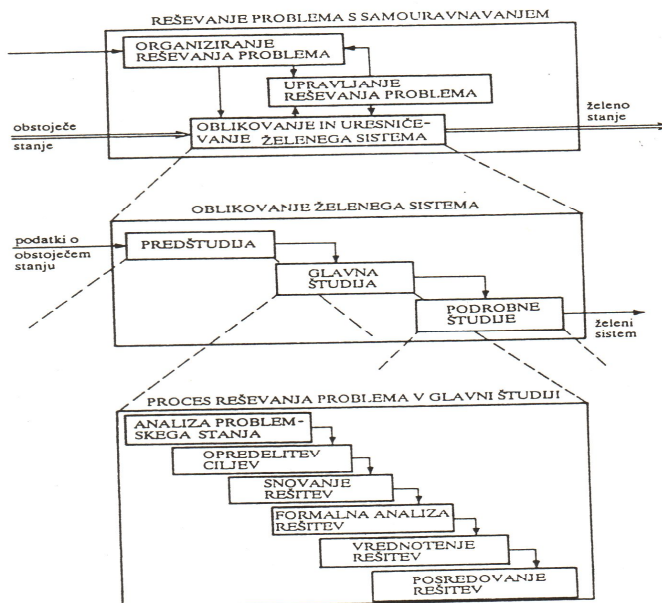 REŠEVANJE PROBLEMA S SAMOURAVNAVANJEM
ORGANIZIRANJE
REŠEVANJA PROBLEMA
UPRAVLJANJE
REŠEVANJA PROBLEMA
obstoječe
stanje
OBLIKOVANJE IN URESNIČE-
VANJE ŽELENEGA SISTEMA
želeno
stanje
OBLIKOVANJE ŽELENEGA SISTEMA
podatki o
obstoječem
stanju
PREDŠTUDIJA
GLAVNA
ŠTUDIJA
PODROBNE
ŠTUDIJE
želeni
sistem
PROCES REŠEVANJA PROBLEMA V GLAVNI ŠTUDIJI
ANALIZA PROBLEM-
SKEGA STANJA
OPREDELITEV
CILJEV
SNOVANJE
REŠITEV
FORMALNA ANALIZA
REŠITEV
VREDNOTENJE
REŠITEV
POSREDOVANJE
REŠITEV